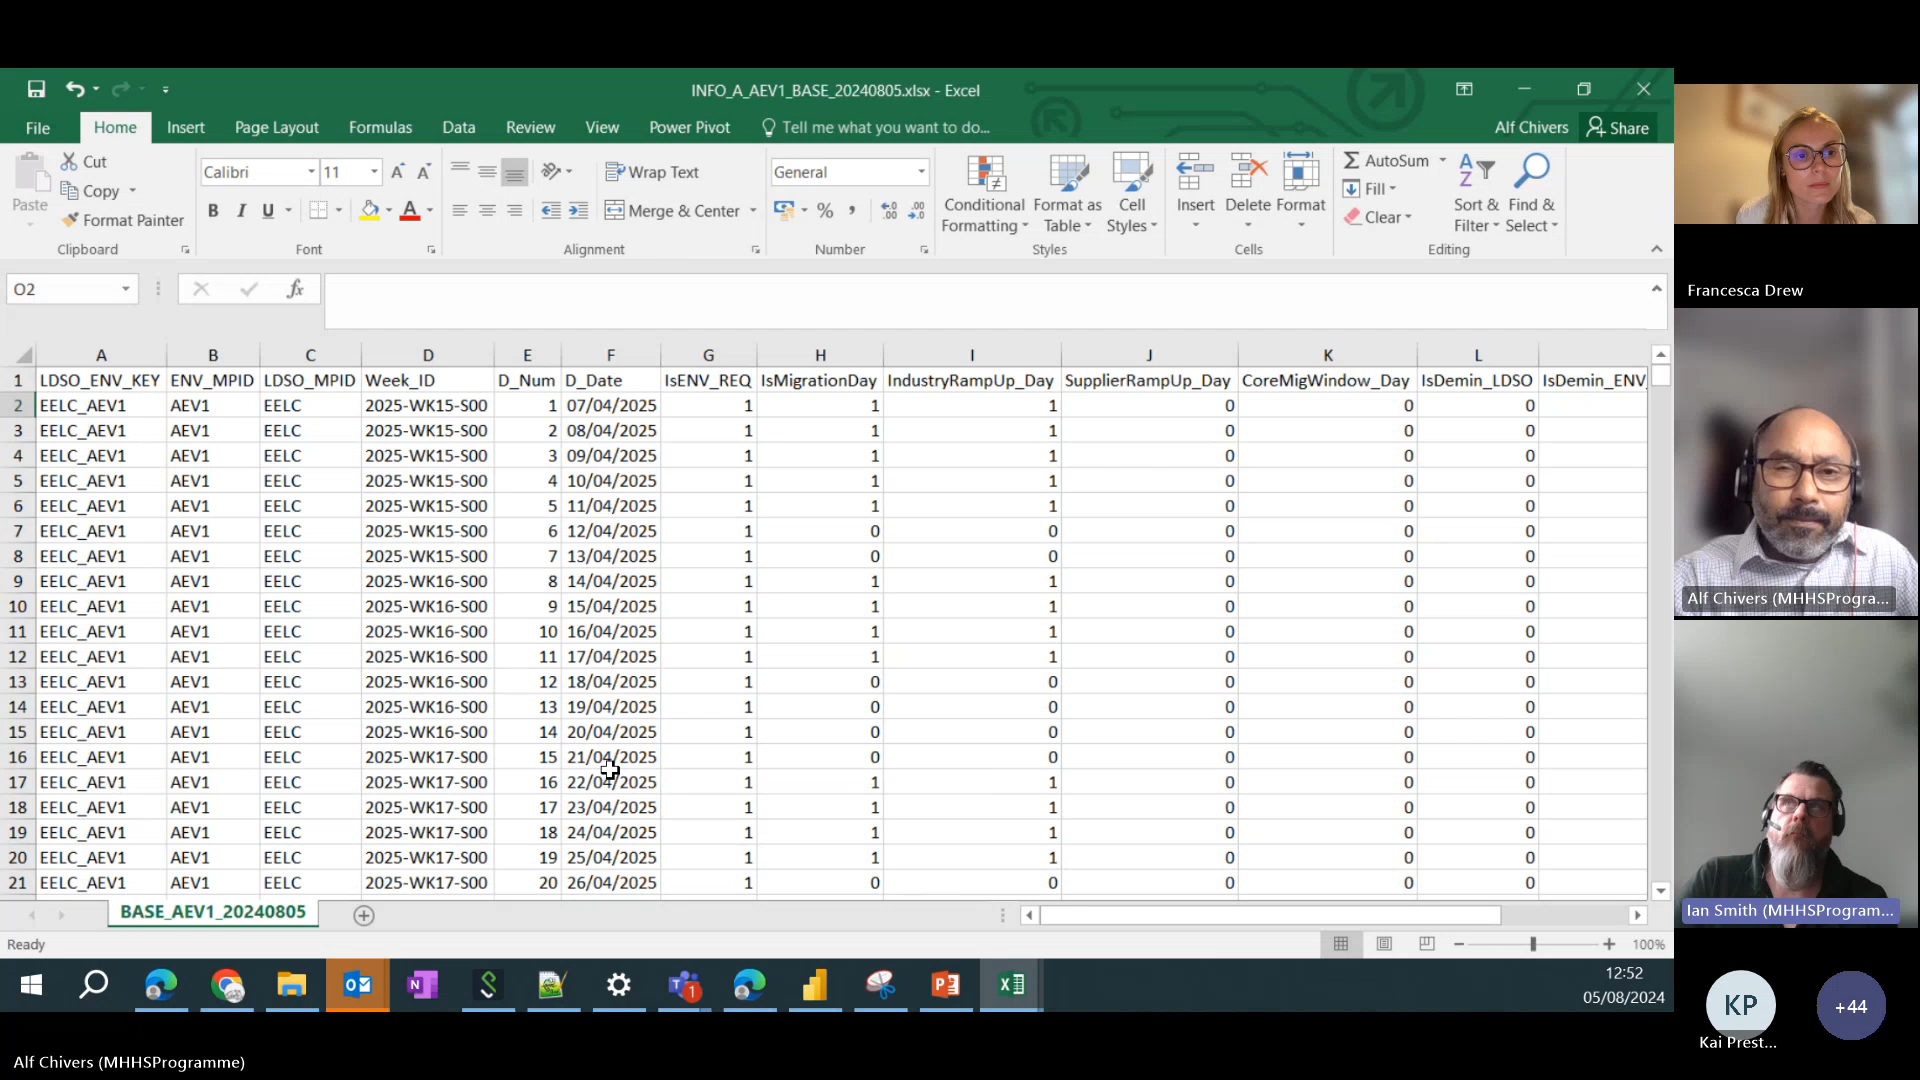 INFO_A_AEV1_BASE_20240805.xlsx - Excel
File Home Insert Page Layout Formulas Data Review View Power Pivot Tell me what you want to do... Alf Chivers Share
Paste
Cut
Copy
Format Painter
Clipboard
Calibri 11
B I U
Font
Wrap Text
Merge & Center
Alignment
General
Number
Conditional Formatting
Format as Table
Cell Styles
Styles
Insert Delete Format
Cells
AutoSum
Fill
Clear
Sort & Filter
Find & Select
Editing
O2 fx
A B C D E F G H I J K L
1 LDSO_ENV_KEY ENV_MPID LDSO_MPID Week_ID D_Num D_Date IsENV_REQ IsMigrationDay IndustryRampUp_Day SupplierRampUp_Day CoreMigWindow_Day IsDemin_LDSO IsDemin_ENV_
2 EELC_AEV1 AEV1 EELC 2025-WK15-S00 1 07/04/2025 1 1 1 0 0 0
3 EELC_AEV1 AEV1 EELC 2025-WK15-S00 2 08/04/2025 1 1 1 0 0 0
4 EELC_AEV1 AEV1 EELC 2025-WK15-S00 3 09/04/2025 1 1 1 0 0 0
5 EELC_AEV1 AEV1 EELC 2025-WK15-S00 4 10/04/2025 1 1 1 0 0 0
6 EELC_AEV1 AEV1 EELC 2025-WK15-S00 5 11/04/2025 1 1 1 0 0 0
7 EELC_AEV1 AEV1 EELC 2025-WK15-S00 6 12/04/2025 1 0 0 0 0 0
8 EELC_AEV1 AEV1 EELC 2025-WK15-S00 7 13/04/2025 1 0 0 0 0 0
9 EELC_AEV1 AEV1 EELC 2025-WK16-S00 8 14/04/2025 1 1 1 0 0 0
10 EELC_AEV1 AEV1 EELC 2025-WK16-S00 9 15/04/2025 1 1 1 0 0 0
11 EELC_AEV1 AEV1 EELC 2025-WK16-S00 10 16/04/2025 1 1 1 0 0 0
12 EELC_AEV1 AEV1 EELC 2025-WK16-S00 11 17/04/2025 1 1 1 0 0 0
13 EELC_AEV1 AEV1 EELC 2025-WK16-S00 12 18/04/2025 1 0 0 0 0 0
14 EELC_AEV1 AEV1 EELC 2025-WK16-S00 13 19/04/2025 1 0 0 0 0 0
15 EELC_AEV1 AEV1 EELC 2025-WK16-S00 14 20/04/2025 1 0 0 0 0 0
16 EELC_AEV1 AEV1 EELC 2025-WK17-S00 15 21/04/2025 1 0 0 0 0 0
17 EELC_AEV1 AEV1 EELC 2025-WK17-S00 16 22/04/2025 1 1 1 0 0 0
18 EELC_AEV1 AEV1 EELC 2025-WK17-S00 17 23/04/2025 1 1 1 0 0 0
19 EELC_AEV1 AEV1 EELC 2025-WK17-S00 18 24/04/2025 1 1 1 0 0 0
20 EELC_AEV1 AEV1 EELC 2025-WK17-S00 19 25/04/2025 1 1 1 0 0 0
21 EELC_AEV1 AEV1 EELC 2025-WK17-S00 20 26/04/2025 1 0 0 0 0 0
BASE_AEV1_20240805
Ready 100%
12:52
05/08/2024
Francesca Drew
Alf Chivers (MHHSProgra...
Ian Smith (MHHSProgram...
KP
+44
Kai Prest...
Alf Chivers (MHHSProgramme)